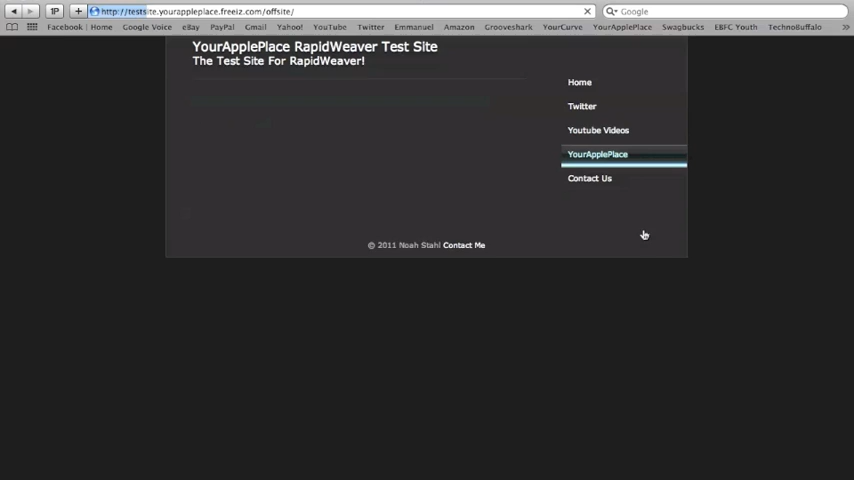 1P
+
http://testsite.yourappleplace.freeiz.com/offsite/
Google
Facebook
Home
Google Voice
eBay
PayPal
Gmail
Yahoo!
YouTube
Twitter
Emmanuel
Amazon
Grooveshark
YourCurve
YourApplePlace
Swagbucks
EBFC Youth
TechnoBuffalo
YourApplePlace RapidWeaver Test Site
The Test Site For RapidWeaver!
Home
Twitter
Youtube Videos
YourApplePlace
Contact Us
© 2011 Noah Stahl Contact Me